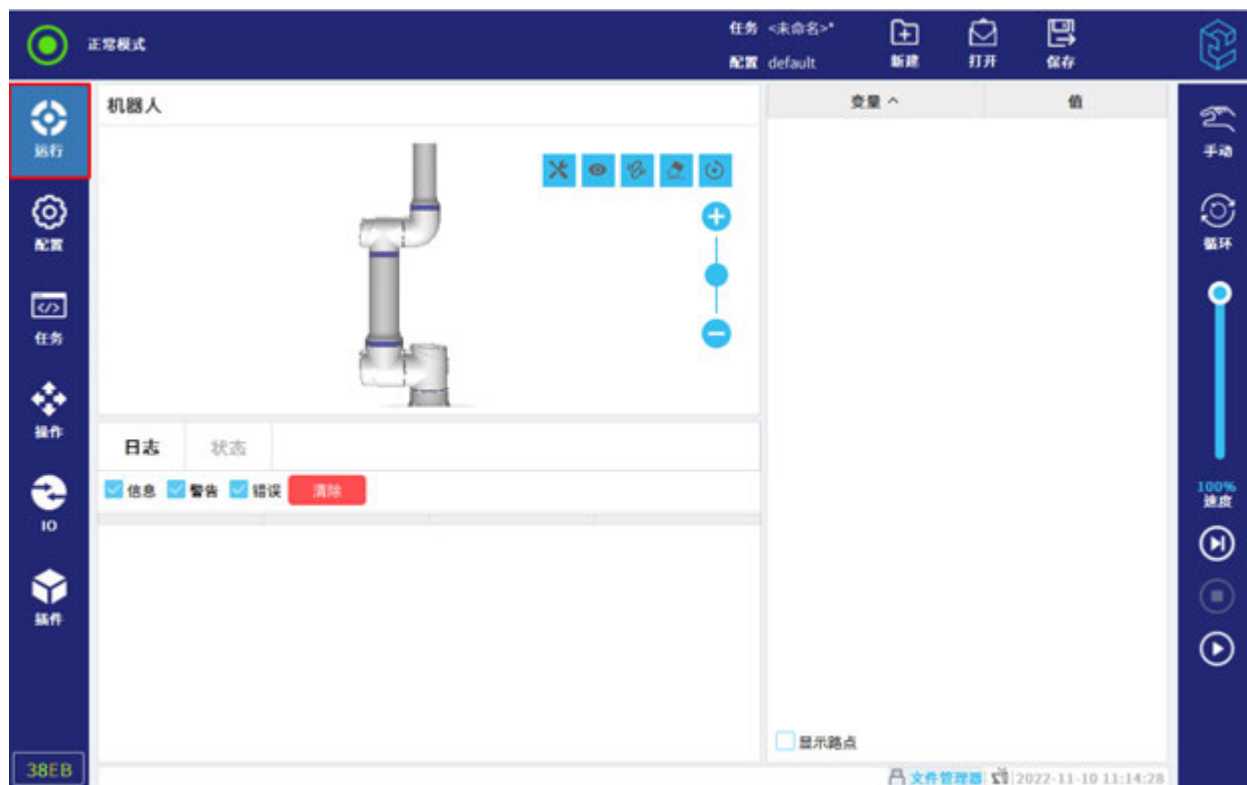 正常模式
任务 <未命名>*
配置 default
新建
打开
保存
运行
配置
任务
操作
IO
插件
38EB
机器人
日志 状态
信息 警告 错误 清除
变量 值
显示路点
文件管理器 2022-11-10 11:14:28
手动
循环
100%
速度